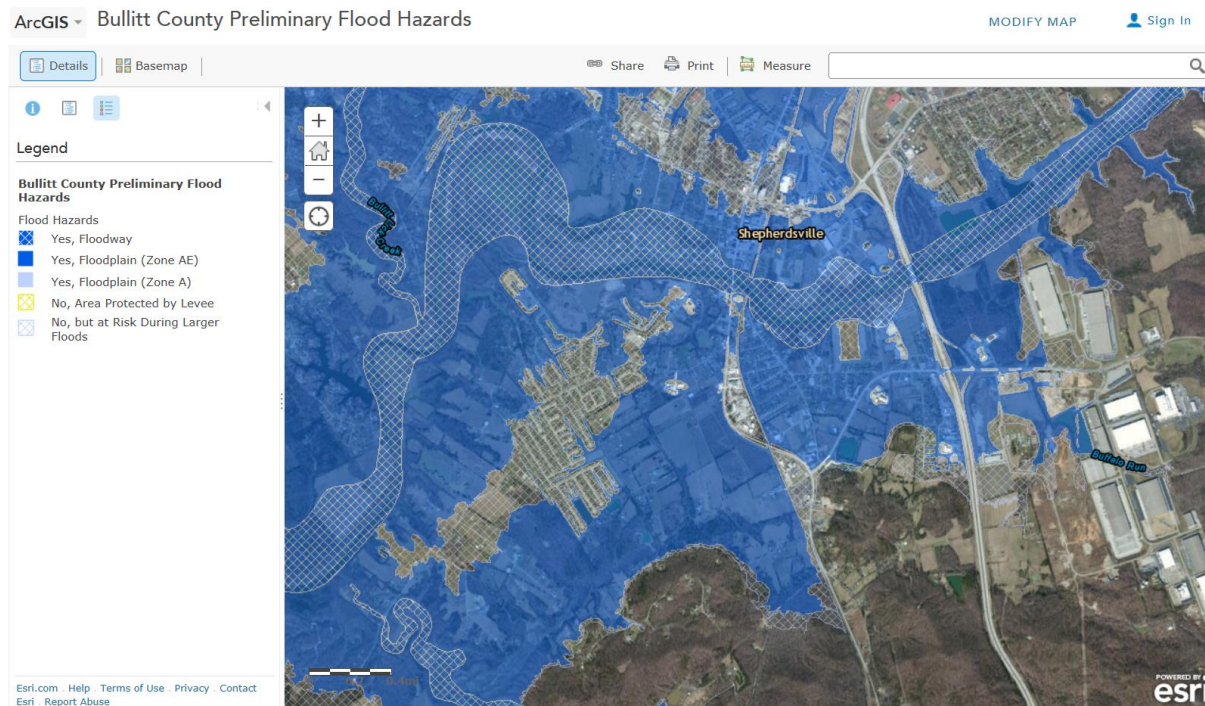 ArcGIS Bullitt County Preliminary Flood Hazards
MODIFY MAP Sign In
Details Basemap Share Print Measure
Legend
Bullitt County Preliminary Flood
Hazards
Flood Hazards
Yes, Floodway
Yes, Floodplain (Zone AE)
Yes, Floodplain (Zone A)
No, Area Protected by Levee
No, but at Risk During Larger
Floods
Esri.com . Help . Terms of Use . Privacy . Contact
Esri . Report Abuse
+
−
Creek
Shepherdsville
Buffalo Run
POWERED BY
esri